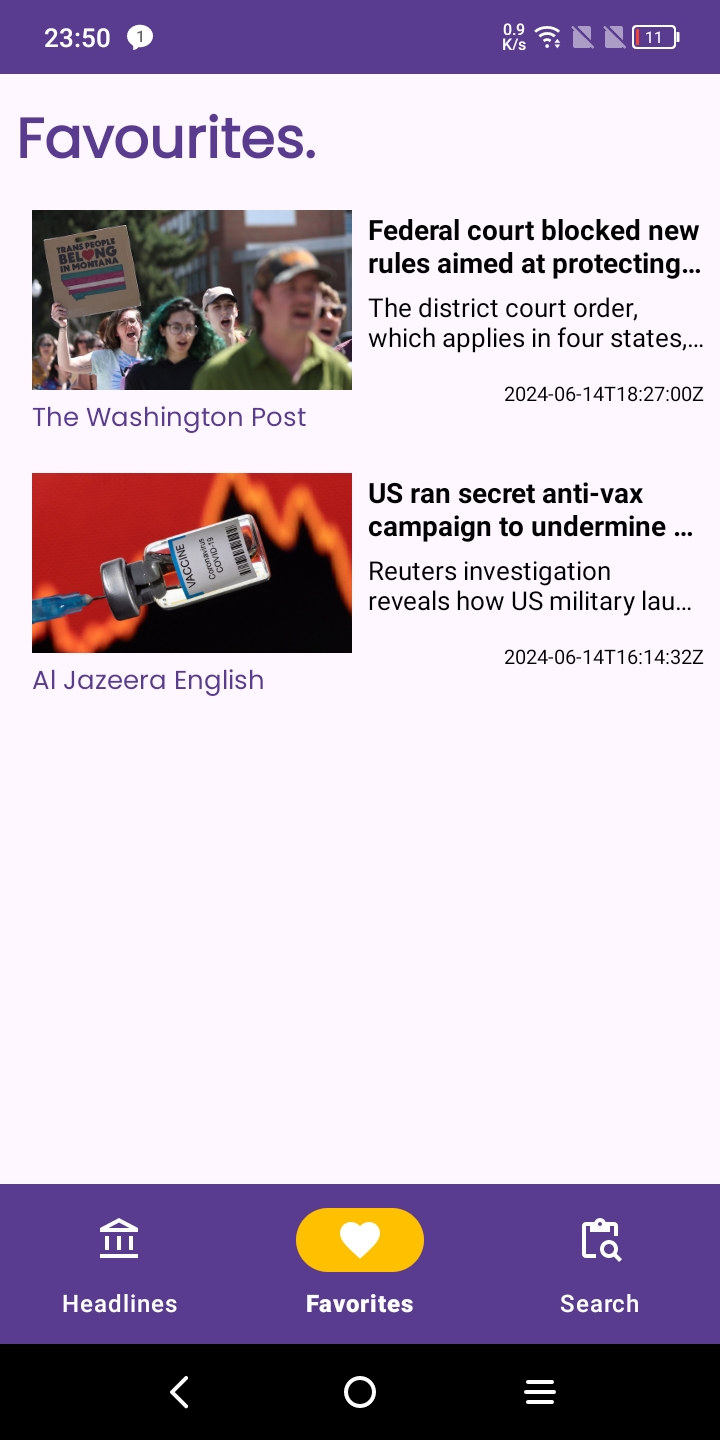 23:50
1
0.9
K/s
11
Favourites.
TRANS PEOPLE
BELONG
IN MONTANA
Federal court blocked new
rules aimed at protecting…
The district court order,
which applies in four states,…
2024-06-14T18:27:00Z
The Washington Post
VACCINE
Coronavirus
COVID-19
US ran secret anti-vax
campaign to undermine …
Reuters investigation
reveals how US military lau…
2024-06-14T16:14:32Z
Al Jazeera English
Headlines
Favorites
Search